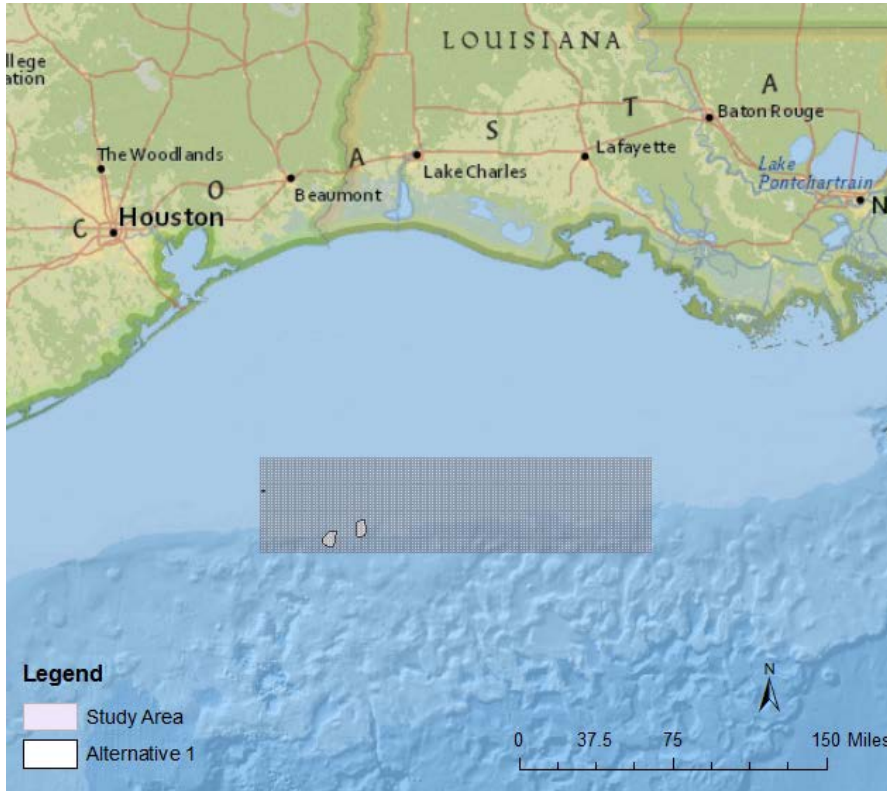 LOUISIANA
llege
ation
A
T
Baton Rouge
S
The Woodlands
A
Lake Charles
Lafayette
Lake
Pontchartrain
O
Beaumont
C
Houston
N
Legend
Study Area
Alternative 1
N
0 37.5 75 150 Miles